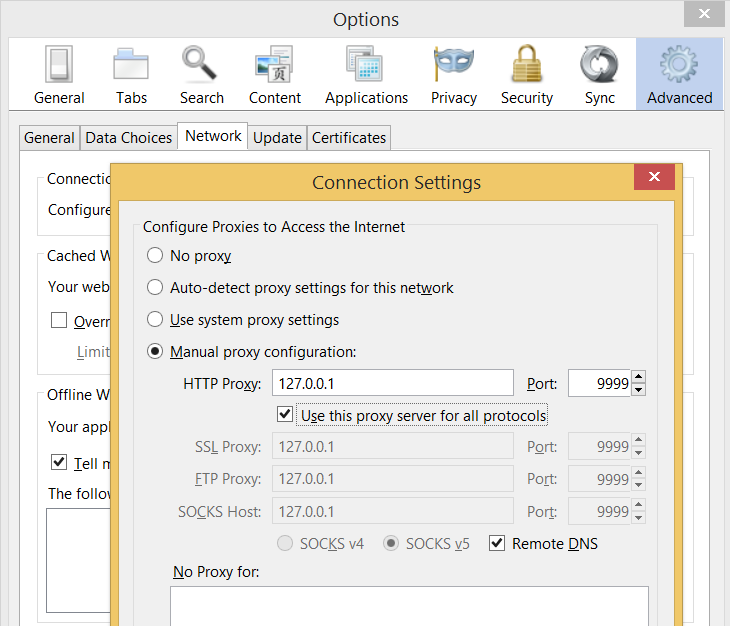 Options
General Tabs Search Content Applications Privacy Security Sync Advanced
General Data Choices Network Update Certificates
Connection Settings
Configure Proxies to Access the Internet
No proxy
Auto-detect proxy settings for this network
Use system proxy settings
Manual proxy configuration:
HTTP Proxy: 127.0.0.1 Port: 9999
Use this proxy server for all protocols
SSL Proxy: 127.0.0.1 Port: 9999
FTP Proxy: 127.0.0.1 Port: 9999
SOCKS Host: 127.0.0.1 Port: 9999
SOCKS v4 SOCKS v5 Remote DNS
No Proxy for:
Connectio
Configure
Cached W
Your web
Overr
Limit
Offline W
Your appl
Tell m
The follow